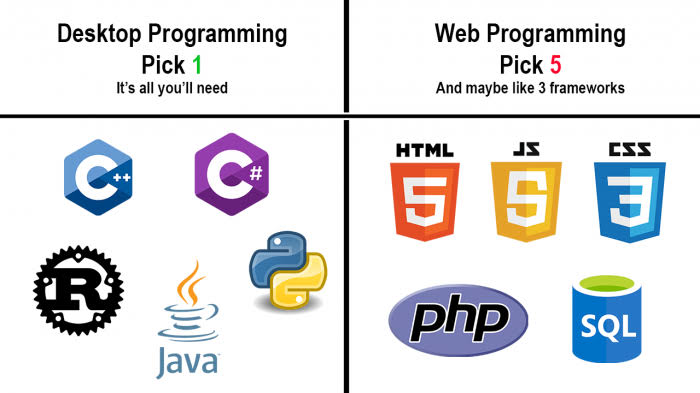 Desktop Programming
Pick 1
It's all you'll need
Web Programming
Pick 5
And maybe like 3 frameworks
C++
C#
R
Java
HTML
5
JS
5
CSS
3
php
SQL